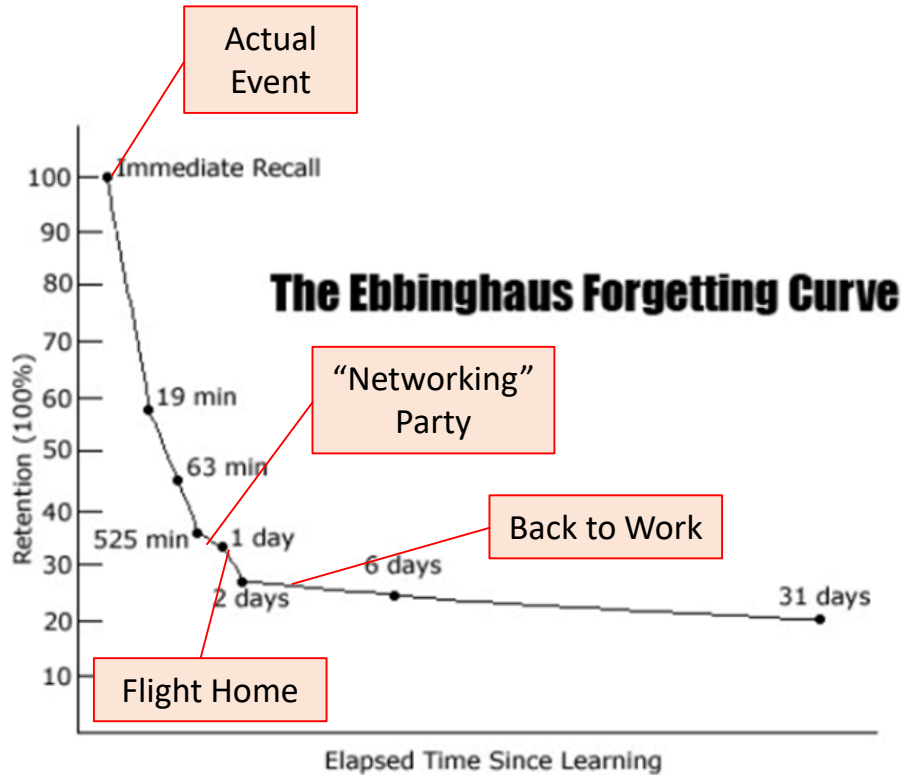 Actual
Event
Immediate Recall
100
90
80
The Ebbinghaus Forgetting Curve
70
“Networking”
Party
60
19 min
50
63 min
40
Back to Work
525 min
1 day
30
6 days
2 days
31 days
20
10
Flight Home
Retention (100%)
Elapsed Time Since Learning